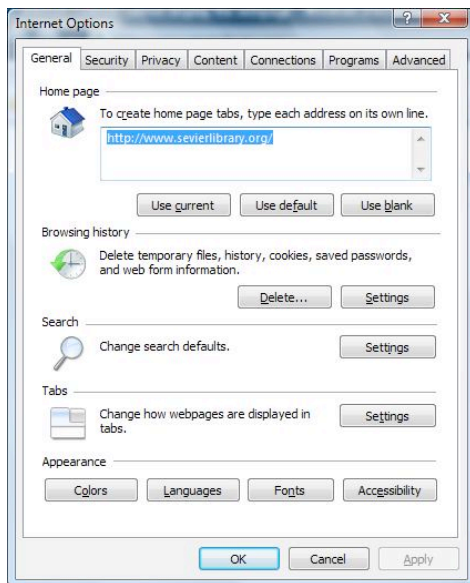 Internet Options
General Security Privacy Content Connections Programs Advanced
Home page
To create home page tabs, type each address on its own line.
http://www.sevierlibrary.org/
Use current Use default Use blank
Browsing history
Delete temporary files, history, cookies, saved passwords,
and web form information.
Delete... Settings
Search
Change search defaults. Settings
Tabs
Change how webpages are displayed in
tabs.
Settings
Appearance
Colors Languages Fonts Accessibility
OK Cancel Apply